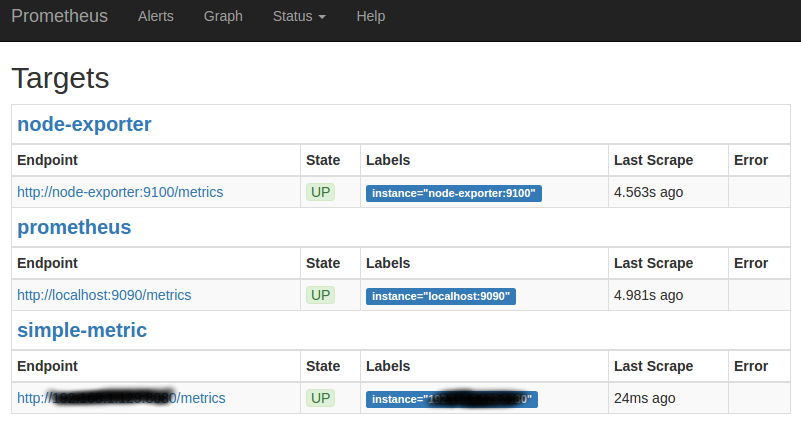 Prometheus Alerts Graph Status Help
Targets
node-exporter
Endpoint State Labels Last Scrape Error
http://node-exporter:9100/metrics UP instance="node-exporter:9100" 4.563s ago
prometheus
Endpoint State Labels Last Scrape Error
http://localhost:9090/metrics UP instance="localhost:9090" 4.981s ago
simple-metric
Endpoint State Labels Last Scrape Error
http:// /metrics UP instance=" " 24ms ago